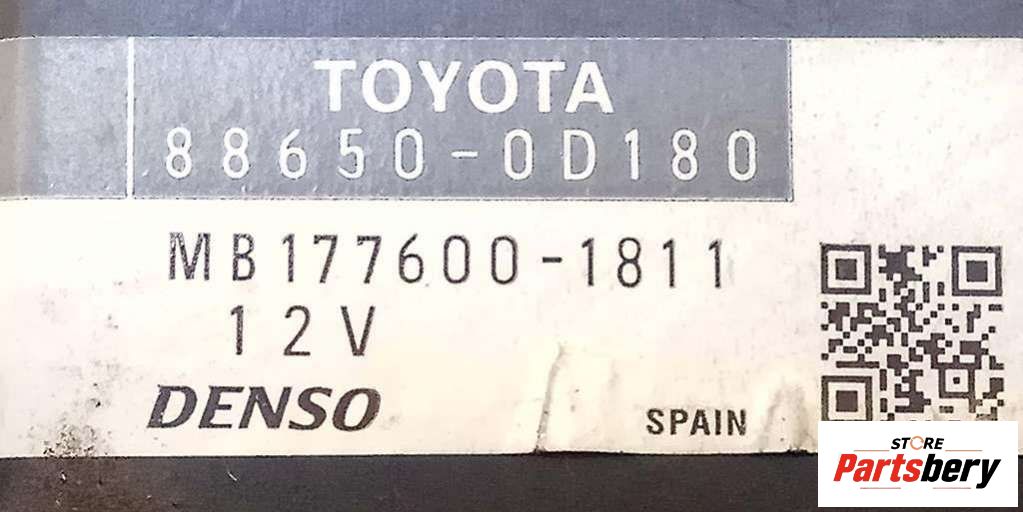 TOYOTA
88650-0D180
MB177600-1811
12V
DENSO
SPAIN
STORE
Partsbery